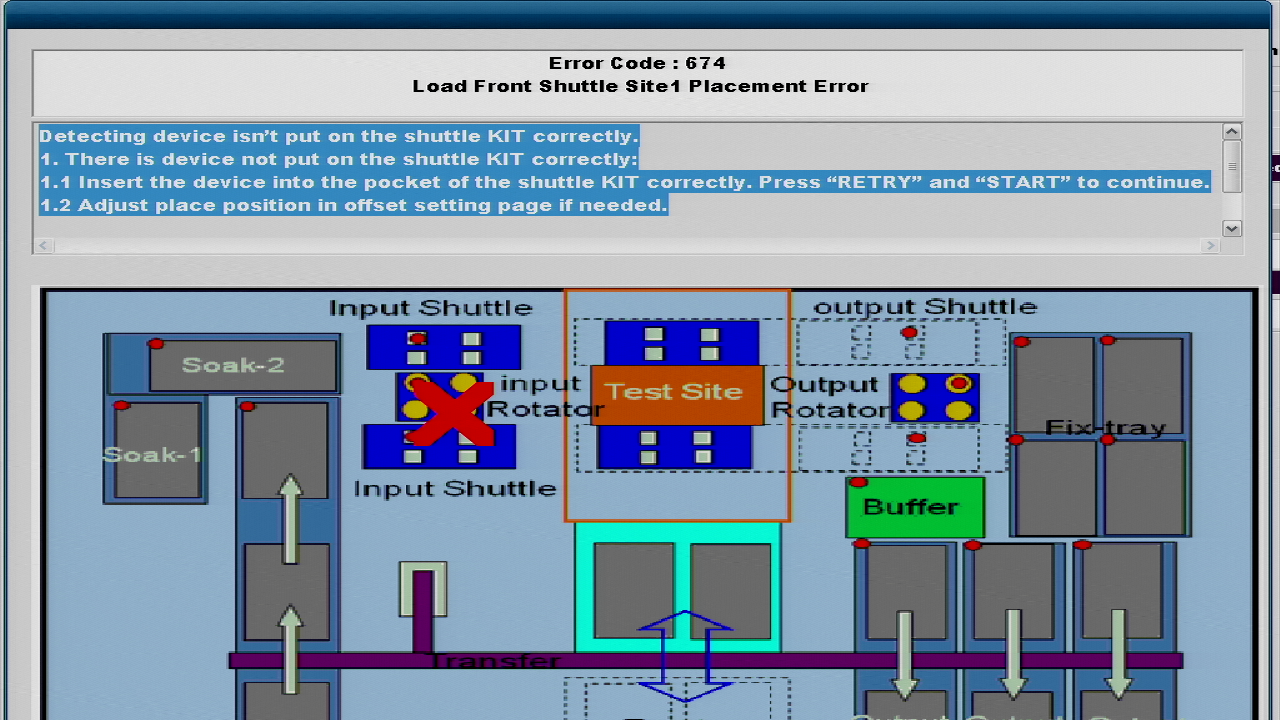 Error Code : 674
Load Front Shuttle Site1 Placement Error
Detecting device isn't put on the shuttle KIT correctly.
1. There is device not put on the shuttle KIT correctly:
1.1 Insert the device into the pocket of the shuttle KIT correctly. Press “RETRY” and “START” to continue.
1.2 Adjust place position in offset setting page if needed.
Input Shuttle
output Shuttle
Soak-2
input
Rotator
Test Site
Output
Rotator
Fix-tray
Soak-1
Input Shuttle
Buffer
Transfer